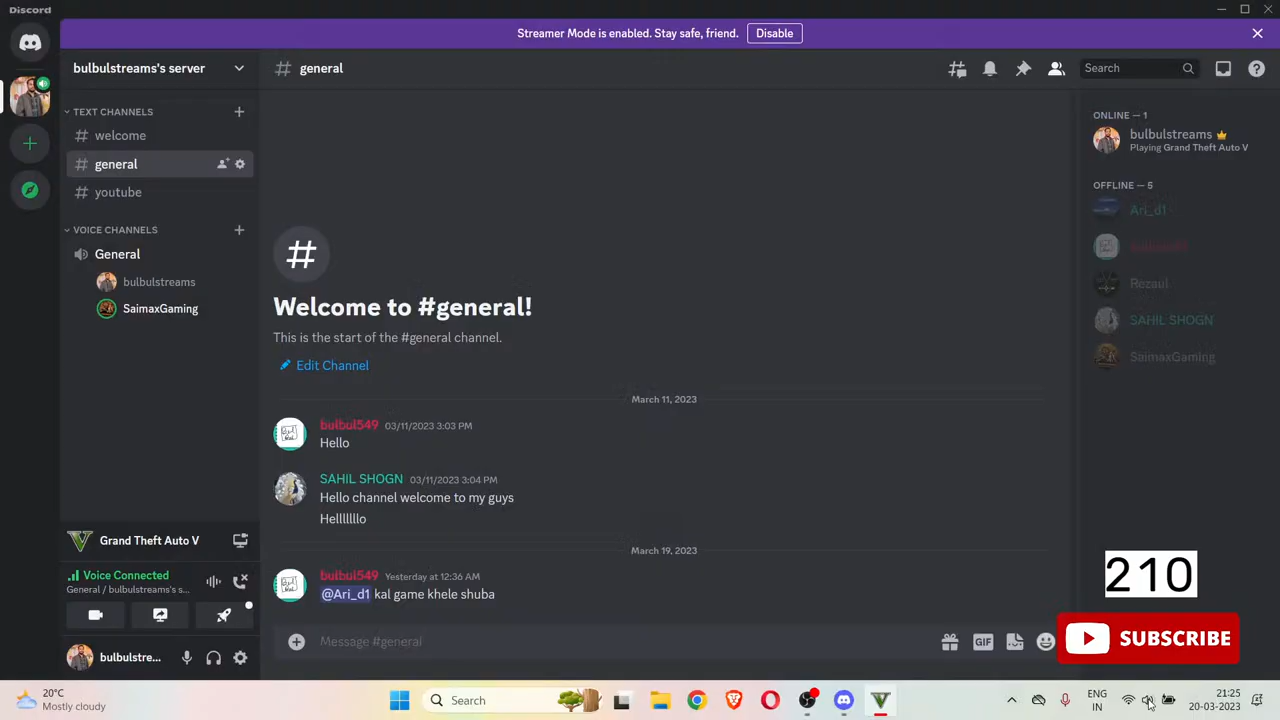 Discord
Streamer Mode is enabled. Stay safe, friend.
Disable
bulbulstreams's server
general
Search
TEXT CHANNELS
welcome
general
youtube
VOICE CHANNELS
General
bulbulstreams
SaimaxGaming
Welcome to #general!
This is the start of the #general channel.
Edit Channel
March 11, 2023
bulbul549 03/11/2023 3:03 PM
Hello
SAHIL SHOGN 03/11/2023 3:04 PM
Hello channel welcome to my guys
Helllllllo
March 19, 2023
bulbul549 Yesterday at 12:36 AM
@Ari_d1 kal game khele shuba
Message #general
GIF
ONLINE — 1
bulbulstreams
Playing Grand Theft Auto V
OFFLINE — 5
Ari_d1
bulbul549
Rezaul
SAHIL SHOGN
SaimaxGaming
Grand Theft Auto V
Voice Connected
General / bulbulstreams's s...
bulbulstre...
210
SUBSCRIBE
20°C
Mostly cloudy
Search
ENG
IN
21:25
20-03-2023